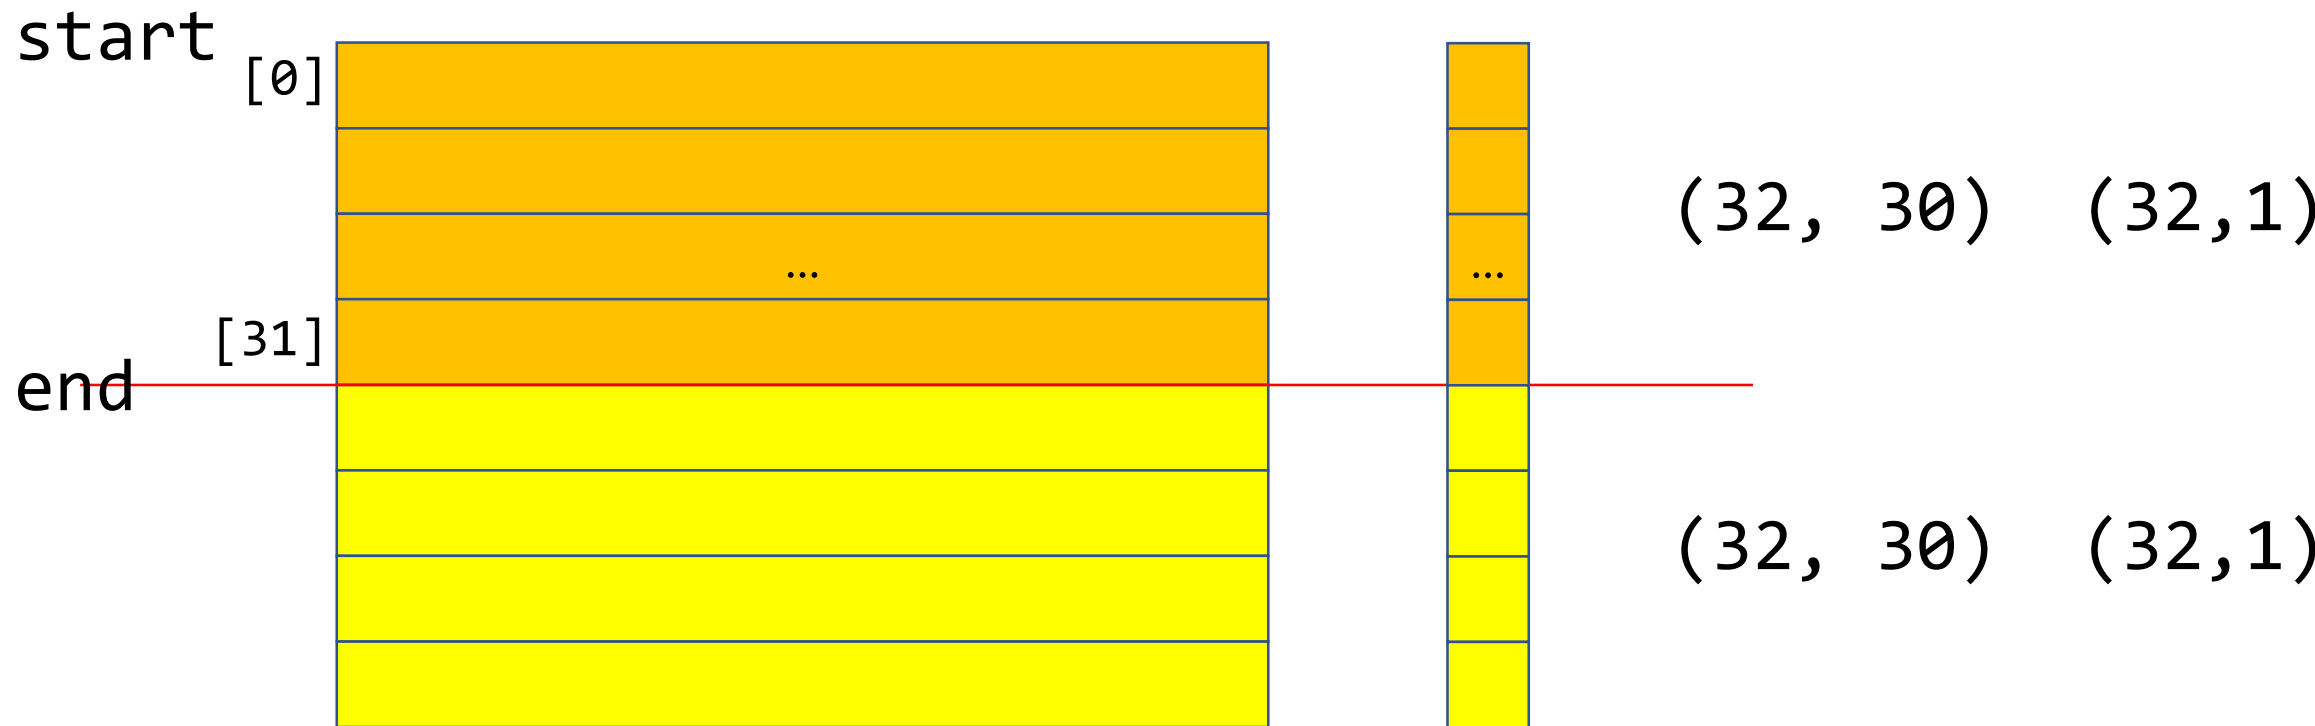 start
[0]
(32, 30) (32,1)
... ...
[31]
end
(32, 30) (32,1)